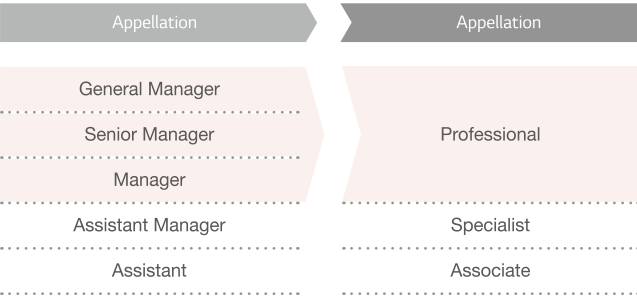 Appellation
General Manager
Senior Manager
Manager
Assistant Manager
Assistant
Appellation
Professional
Specialist
Associate